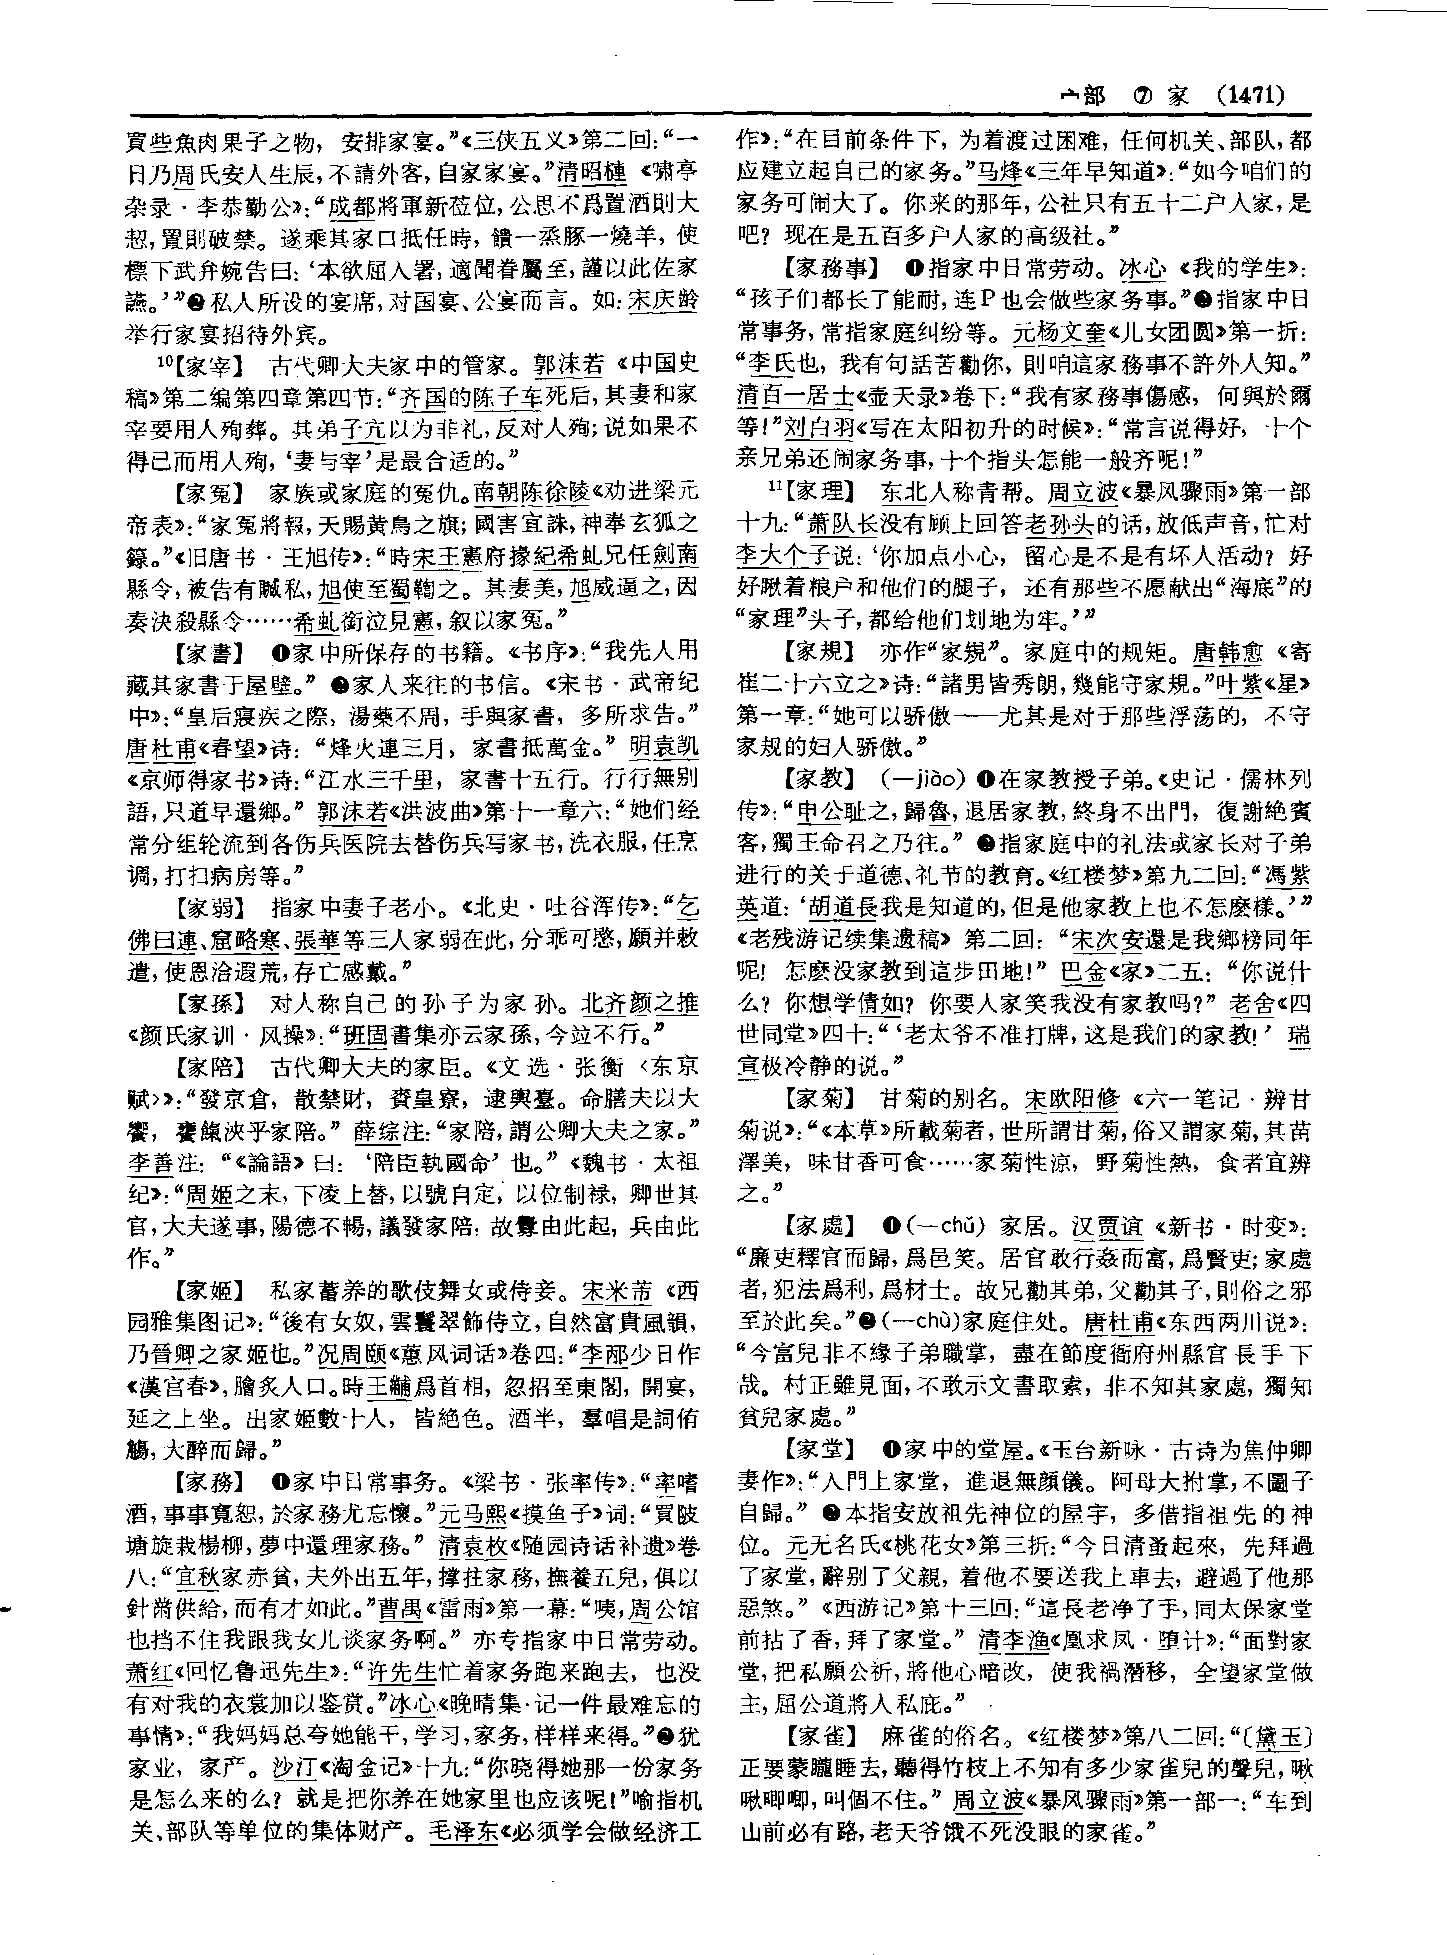 宀部 ⑦ 家 (1471)
買些魚肉果子之物，安排家宴。”《三侠五义》第二回：“一
日乃周氏安人生辰，不請外客，自家家宴。”清昭槤《啸亭
杂录·李恭勤公》：“成都將軍新莅位，公思不爲置酒則大
恝，置則破禁。遂乘其家口抵任時，饋一烝豚一燒羊，使
標下武弁婉告曰：‘本欲屈入署，適聞眷屬至，謹以此佐家
讌。’”❷私人所设的宴席，对国宴、公宴而言。如：宋庆龄
举行家宴招待外宾。
¹⁰【家宰】 古代卿大夫家中的管家。郭沫若《中国史
稿》第二编第四章第四节：“齐国的陈子车死后，其妻和家
宰要用人殉葬。其弟子亢以为非礼，反对人殉；说如果不
得已而用人殉，‘妻与宰’是最合适的。”
【家冤】 家族或家庭的冤仇。南朝陈徐陵《劝进梁元
帝表》：“家冤將報，天賜黄鳥之旗；國害宜誅，神奉玄狐之
籙。”《旧唐书·王旭传》：“時宋王憲府掾紀希虬兄任劍南
縣令，被告有贓私，旭使至蜀鞫之。其妻美，旭威逼之，因
奏決殺縣令……希虬銜泣見憲，叙以家冤。”
【家書】 ❶家中所保存的书籍。《书序》：“我先人用
藏其家書于屋壁。” ❷家人来往的书信。《宋书·武帝纪
中》：“皇后寢疾之際，湯藥不周，手與家書，多所求告。”
唐杜甫《春望》诗：“烽火連三月，家書抵萬金。” 明袁凯
《京师得家书》诗：“江水三千里，家書十五行。行行無别
語，只道早還鄉。” 郭沫若《洪波曲》第十一章六：“她们经
常分组轮流到各伤兵医院去替伤兵写家书，洗衣服，任烹
调，打扫病房等。”
【家弱】 指家中妻子老小。《北史·吐谷浑传》：“乞
佛曰連、窟略寒、張華等三人家弱在此，分乖可愍，願并敕
遣，使恩洽遐荒，存亡感戴。”
【家孫】 对人称自己的孙子为家孙。北齐颜之推
《颜氏家训·风操》：“班固書集亦云家孫，今竝不行。”
【家陪】 古代卿大夫的家臣。《文选·张衡〈东京
赋〉》：“發京倉，散禁財，賚皇寮，逮輿臺。命膳夫以大
饗，饔餼浹乎家陪。” 薛综注：“家陪，謂公卿大夫之家。”
李善注：“《論語》曰：‘陪臣執國命’也。”《魏书·太祖
纪》：“周姬之末，下凌上替，以號自定，以位制禄，卿世其
官，大夫遂事，陽德不暢，議發家陪，故釁由此起，兵由此
作。”
【家姬】 私家蓄养的歌伎舞女或侍妾。宋米芾《西
园雅集图记》：“後有女奴，雲鬟翠飾侍立，自然富貴風韻，
乃晉卿之家姬也。”况周颐《蕙风词话》卷四：“李邴少日作
《漢宫春》，膾炙人口。時王黼爲首相，忽招至東閣，開宴，
延之上坐。出家姬數十人，皆絶色。酒半，羣唱是詞侑
觴，大醉而歸。”
【家務】 ❶家中日常事务。《梁书·张率传》：“率嗜
酒，事事寬恕，於家務尤忘懷。”元马熙《摸鱼子》词：“買陂
塘旋栽楊柳，夢中還理家務。” 清袁枚《随园诗话补遗》卷
八：“宜秋家赤貧，夫外出五年，撑拄家務，撫養五兒，俱以
針黹供給，而有才如此。”曹禺《雷雨》第一幕：“咦，周公馆
也挡不住我跟我女儿谈家务啊。” 亦专指家中日常劳动。
萧红《回忆鲁迅先生》：“许先生忙着家务跑来跑去，也没
有对我的衣裳加以鉴赏。”冰心《晚晴集·记一件最难忘的
事情》：“我妈妈总夸她能干，学习，家务，样样来得。”❷犹
家业，家产。沙汀《淘金记》十九：“你晓得她那一份家务
是怎么来的么？就是把你养在她家里也应该呢！”喻指机
关、部队等单位的集体财产。毛泽东《必须学会做经济工
作》：“在目前条件下，为着渡过困难，任何机关、部队，都
应建立起自己的家务。”马烽《三年早知道》：“如今咱们的
家务可闹大了。你来的那年，公社只有五十二户人家，是
吧？现在是五百多户人家的高级社。”
【家務事】 ❶指家中日常劳动。冰心《我的学生》：
“孩子们都长了能耐，连P也会做些家务事。”❷指家中日
常事务，常指家庭纠纷等。元杨文奎《儿女团圆》第一折：
“李氏也，我有句話苦勸你，則咱這家務事不許外人知。”
清百一居士《壶天录》卷下：“我有家務事傷感，何與於爾
等！”刘白羽《写在太阳初升的时候》：“常言说得好，十个
亲兄弟还闹家务事，十个指头怎能一般齐呢！”
¹¹【家理】 东北人称青帮。周立波《暴风骤雨》第一部
十九：“萧队长没有顾上回答老孙头的话，放低声音，忙对
李大个子说：‘你加点小心，留心是不是有坏人活动？好
好瞅着粮户和他们的腿子，还有那些不愿献出“海底”的
“家理”头子，都给他们划地为牢。’”
【家規】 亦作“家䂓”。家庭中的规矩。唐韩愈《寄
崔二十六立之》诗：“諸男皆秀朗，幾能守家規。”叶紫《星》
第一章：“她可以骄傲——尤其是对于那些浮荡的，不守
家规的妇人骄傲。”
【家教】 （—jiào）❶在家教授子弟。《史记·儒林列
传》：“申公耻之，歸魯，退居家教，終身不出門，復謝絶賓
客，獨王命召之乃往。” ❷指家庭中的礼法或家长对子弟
进行的关于道德、礼节的教育。《红楼梦》第九二回：“馮紫
英道：‘胡道長我是知道的，但是他家教上也不怎麽樣。’”
《老残游记续集遗稿》第二回：“宋次安還是我鄉榜同年
呢！怎麽没家教到這步田地！” 巴金《家》二五：“你说什
么？你想学倩如？你要人家笑我没有家教吗？” 老舍《四
世同堂》四十：“‘老太爷不准打牌，这是我们的家教！’瑞
宣极冷静的说。”
【家菊】 甘菊的别名。宋欧阳修《六一笔记·辨甘
菊说》：“《本草》所載菊者，世所謂甘菊，俗又謂家菊，其苗
澤美，味甘香可食……家菊性凉，野菊性熱，食者宜辨
之。”
【家處】 ❶（—chǔ）家居。汉贾谊《新书·时变》：
“廉吏釋官而歸，爲邑笑。居官敢行姦而富，爲賢吏；家處
者，犯法爲利，爲材士。故兄勸其弟，父勸其子，則俗之邪
至於此矣。”❷（—chù）家庭住处。唐杜甫《东西两川说》：
“今富兒非不緣子弟職掌，盡在節度衙府州縣官長手下
哉。村正雖見面，不敢示文書取索，非不知其家處，獨知
貧兒家處。”
【家堂】 ❶家中的堂屋。《玉台新咏·古诗为焦仲卿
妻作》：“入門上家堂，進退無顔儀。阿母大拊掌，不圖子
自歸。” ❷本指安放祖先神位的屋宇，多借指祖先的神
位。元无名氏《桃花女》第三折：“今日清蚤起來，先拜過
了家堂，辭别了父親，着他不要送我上車去，避過了他那
惡煞。”《西游记》第十三回：“這長老净了手，同太保家堂
前拈了香，拜了家堂。” 清李渔《凰求凤·堕计》：“面對家
堂，把私願公祈，將他心暗改，使我禍潛移，全望家堂做
主，屈公道將人私庇。”
【家雀】 麻雀的俗名。《红楼梦》第八二回：“〔黛玉〕
正要蒙矓睡去，聽得竹枝上不知有多少家雀兒的聲兒，啾
啾唧唧，叫個不住。” 周立波《暴风骤雨》第一部一：“车到
山前必有路，老天爷饿不死没眼的家雀。”